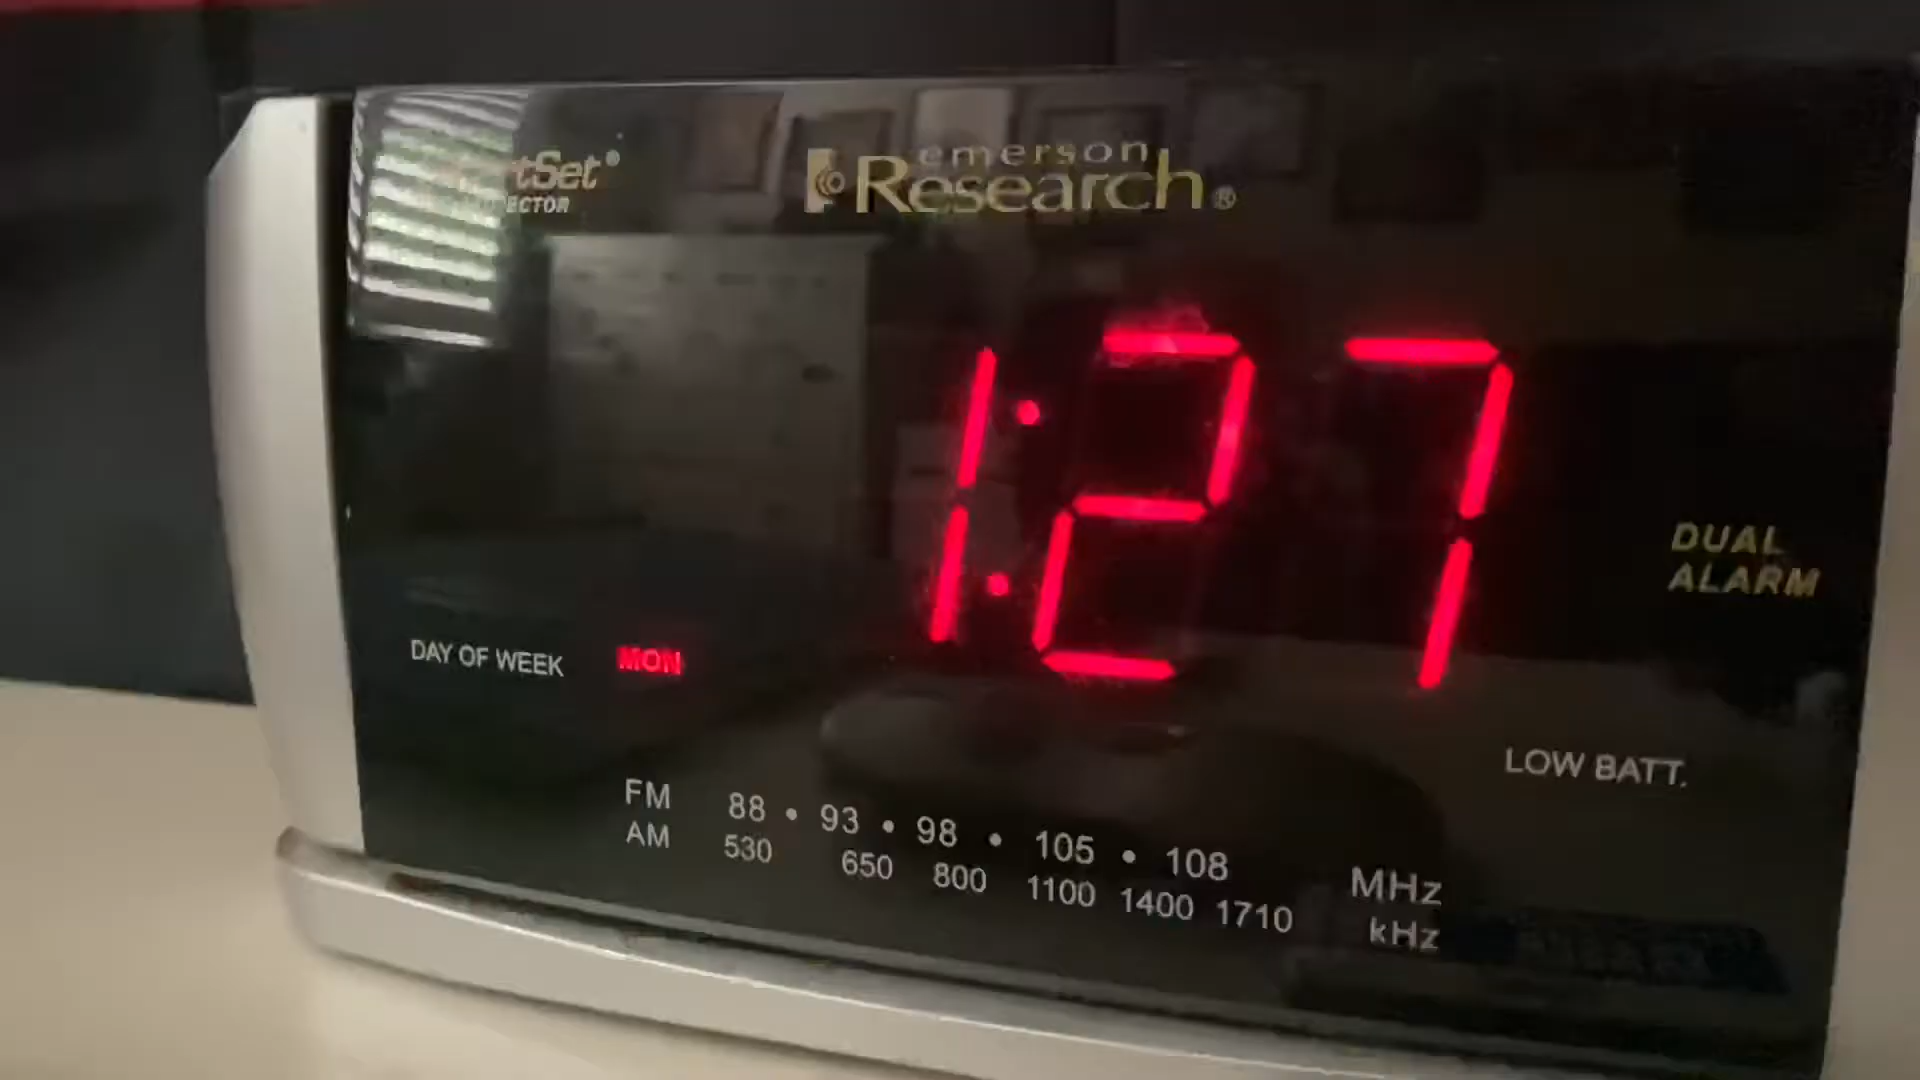 tSet®
emerson
Research®
1:27
DUAL
ALARM
DAY OF WEEK MON
LOW BATT.
FM 88 • 93 • 98 • 105 • 108 MHz
AM 530 650 800 1100 1400 1710 kHz